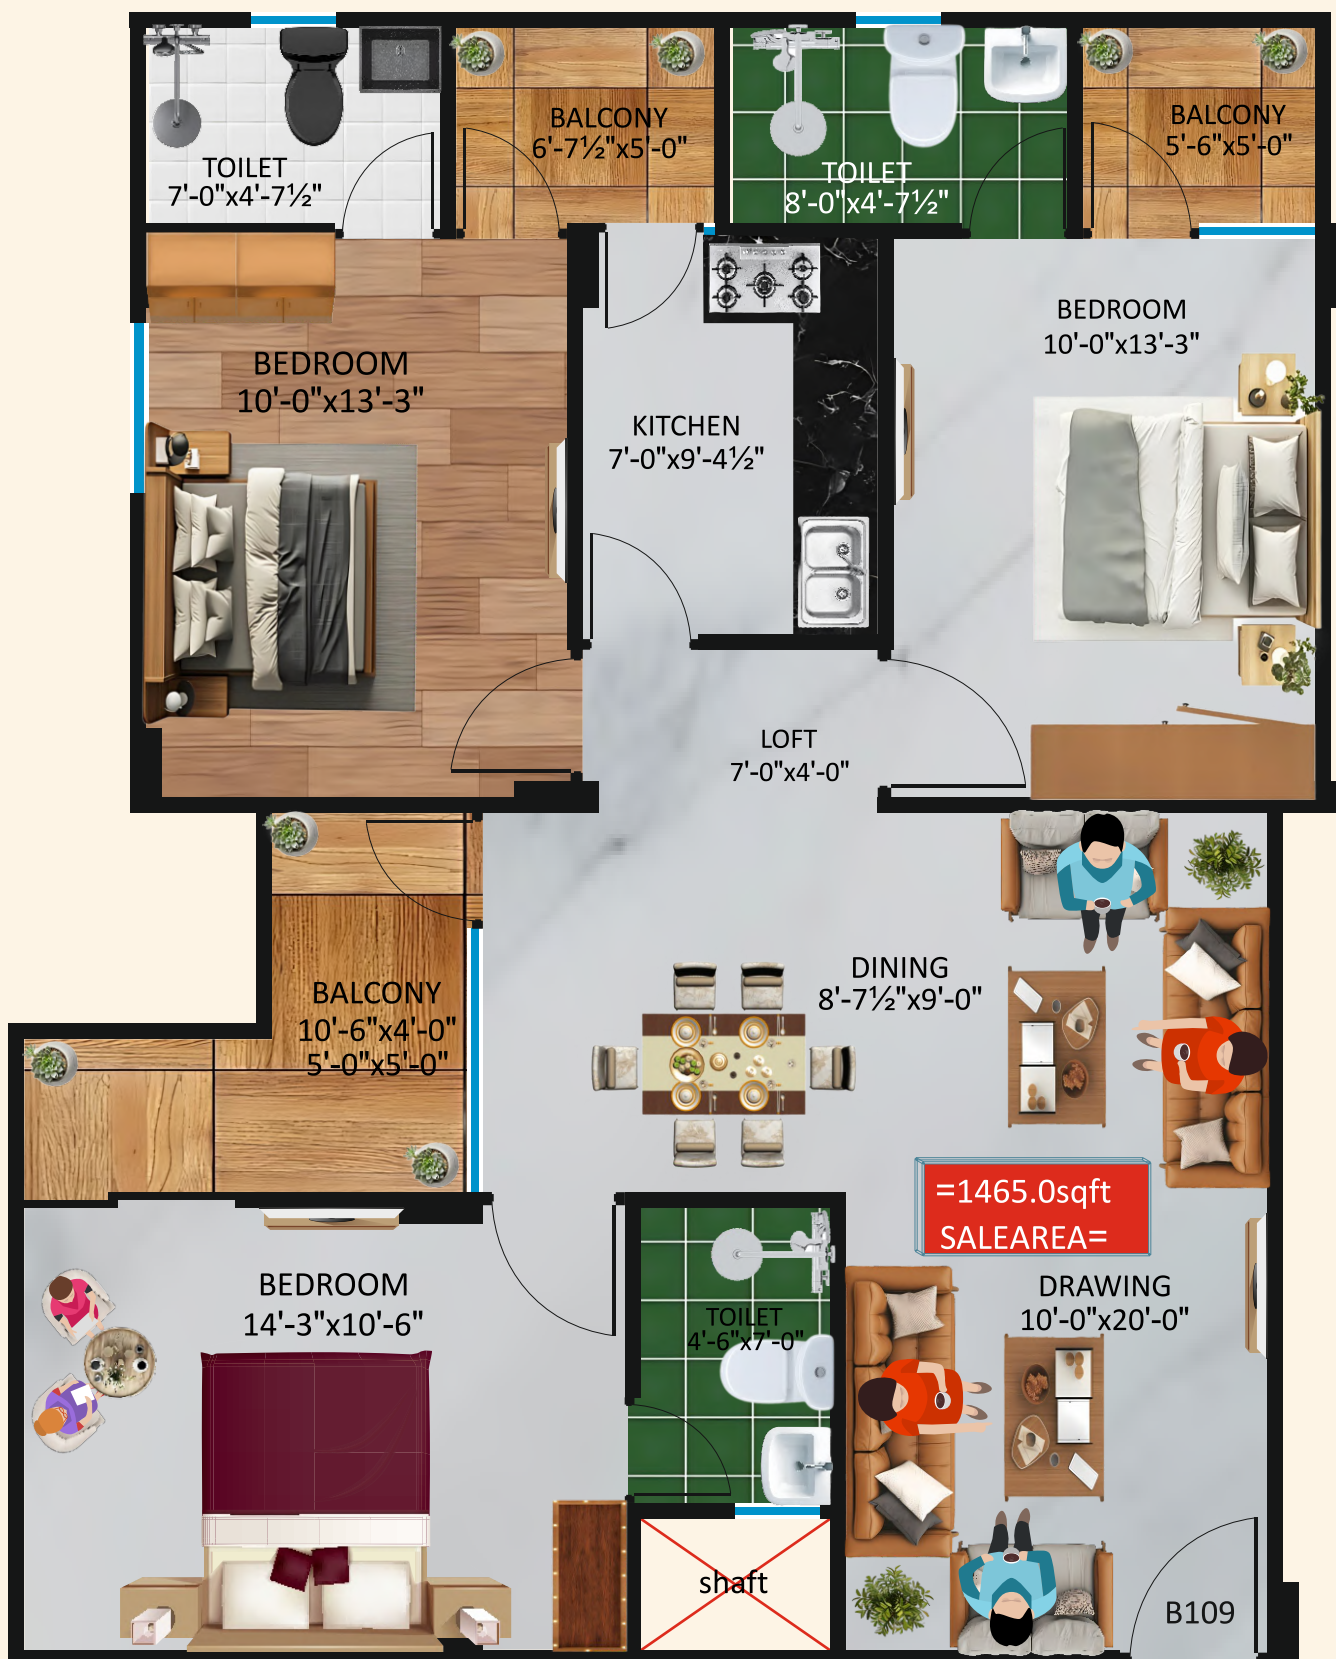 BALCONY
6'-7½"x5'-0"
BALCONY
5'-6"x5'-0"
TOILET
7'-0"x4'-7½"
TOILET
8'-0"x4'-7½"
BEDROOM
10'-0"x13'-3"
BEDROOM
10'-0"x13'-3"
KITCHEN
7'-0"x9'-4½"
LOFT
7'-0"x4'-0"
DINING
8'-7½"x9'-0"
BALCONY
10'-6"x4'-0"
5'-0"x5'-0"
=1465.0sqft
SALEAREA=
BEDROOM
14'-3"x10'-6"
TOILET
4'-6"x7'-0"
DRAWING
10'-0"x20'-0"
shaft
B109